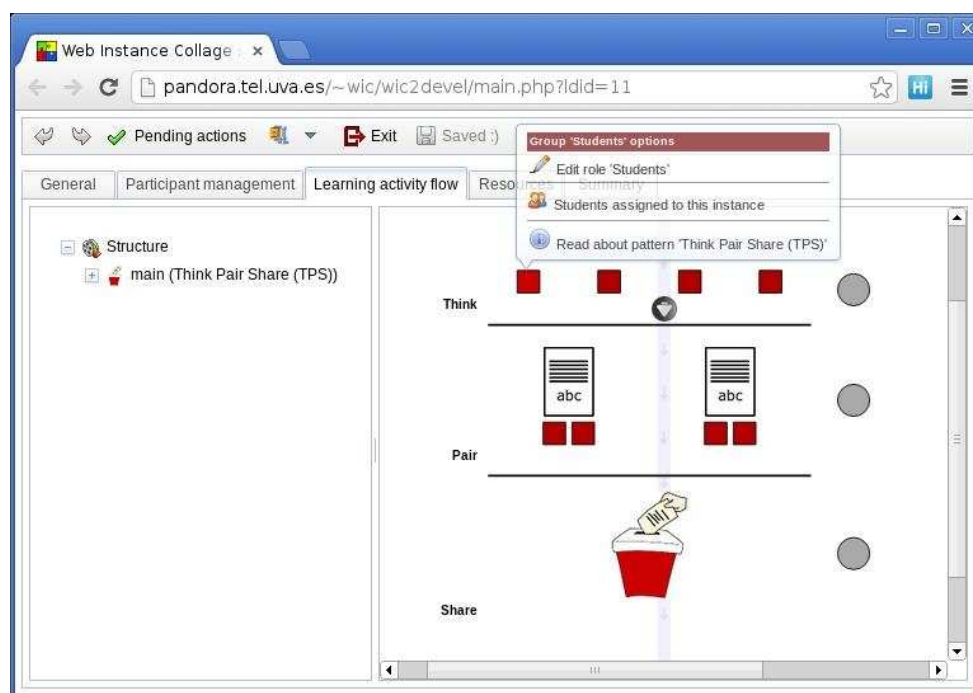 Web Instance Collage :
pandora.tel.uva.es/~wic/wic2devel/main.php?ldid=11
Hi
Pending actions
Exit
Saved :)
General
Participant management
Learning activity flow
Resources
Summary
Group 'Students' options
Edit role 'Students'
Students assigned to this instance
Read about pattern 'Think Pair Share (TPS)'
Structure
main (Think Pair Share (TPS))
Think
abc
abc
Pair
Share